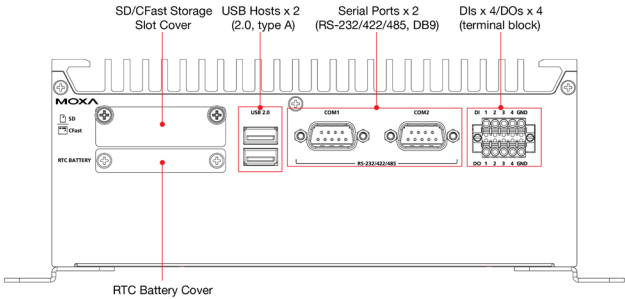 SD/CFast Storage
Slot Cover
USB Hosts x 2
(2.0, type A)
Serial Ports x 2
(RS-232/422/485, DB9)
DIs x 4/DOs x 4
(terminal block)
MOXA
SD
CFast
RTC BATTERY
USB 2.0
COM1
COM2
RS-232/422/485
DI 1 2 3 4 GND
DO 1 2 3 4 GND
RTC Battery Cover